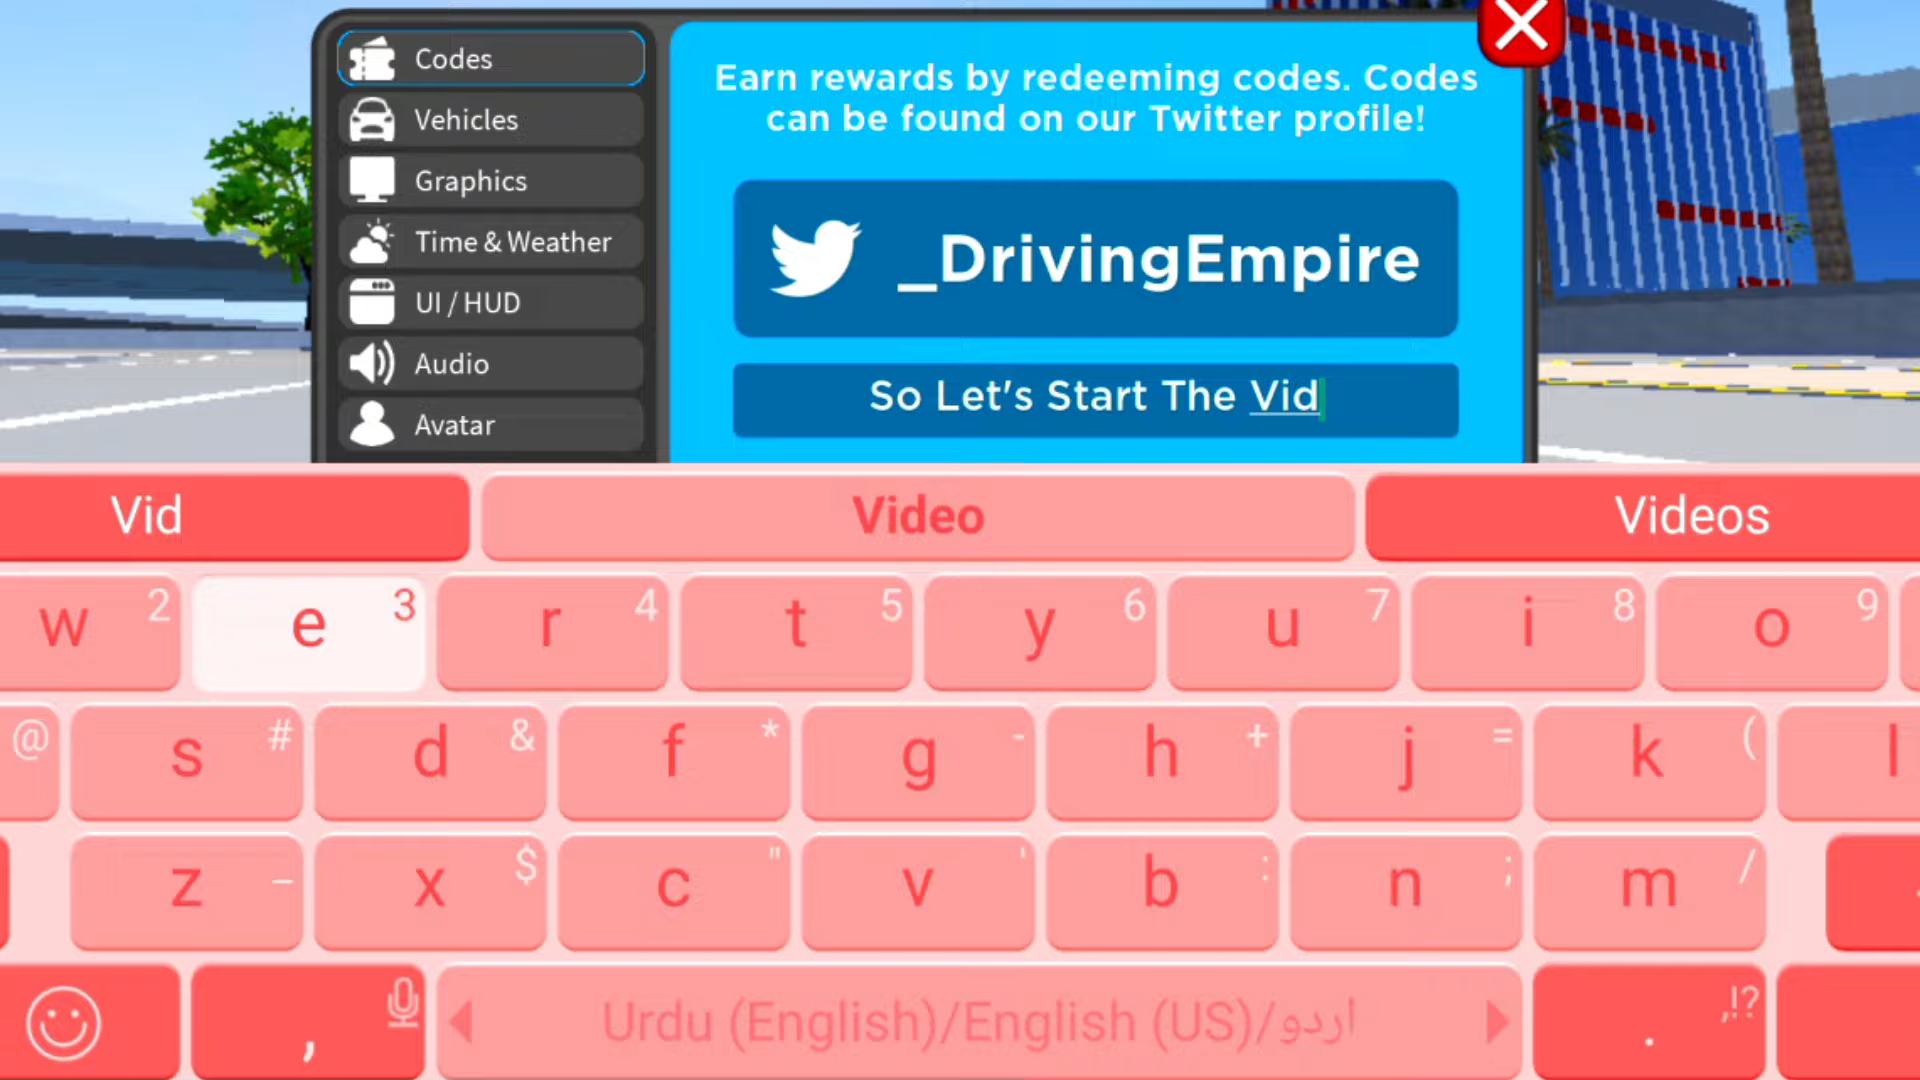 Codes
Vehicles
Graphics
Time & Weather
UI / HUD
Audio
Avatar
Earn rewards by redeeming codes. Codes
can be found on our Twitter profile!
_DrivingEmpire
So Let's Start The Vid
Vid Video Videos
w 2 e 3 r 4 t 5 y 6 u 7 i 8 o 9
@ s # d & f * g - h + j = k ( l
z _ x $ c " v ' b : n ; m /
, Urdu (English)/English (US)/اردو . ,!?